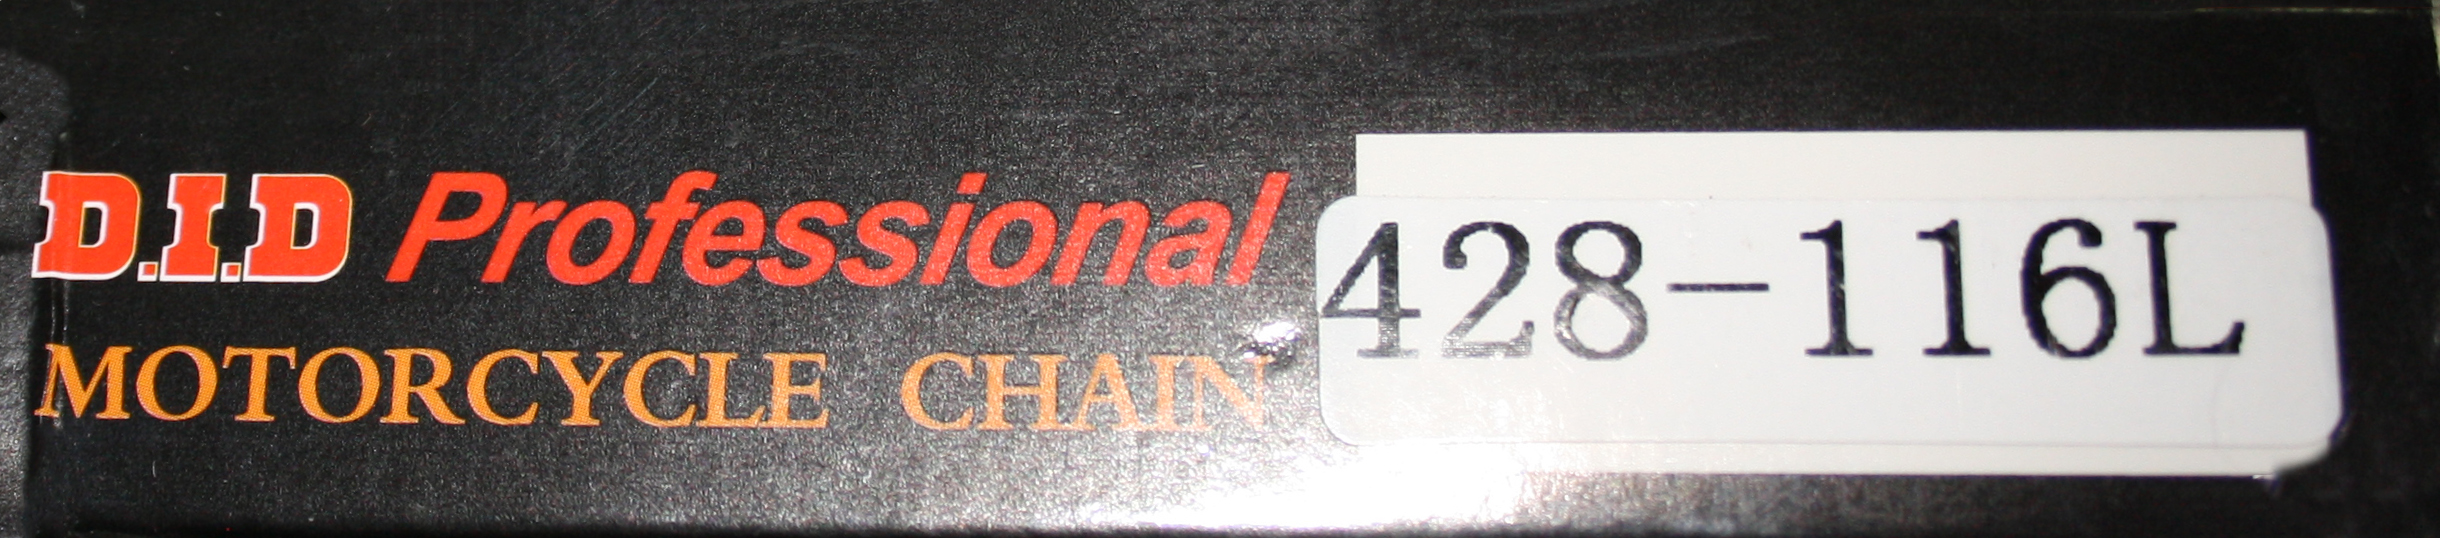 D.I.D Professional 428-116L
MOTORCYCLE CHAIN